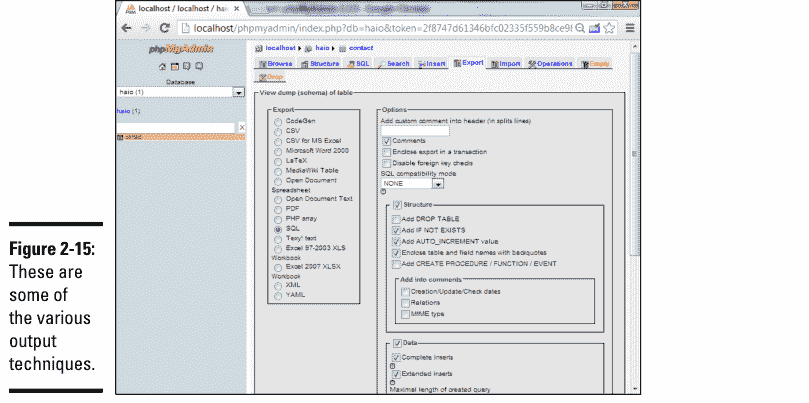 localhost / localhost / haio
localhost/phpmyadmin/index.php?db=haio&token=2f8747d61346bfc02335f559b8ce9
phpMyAdmin
localhost haio contact
Browse Structure SQL Search Insert Export Import Operations Empty
Drop
Database
haio (1)
haio (1)
View dump (schema) of table
Export
CodeGen
CSV
CSV for MS Excel
Microsoft Word 2000
LaTeX
MediaWiki Table
Open Document
Spreadsheet
Open Document Text
PDF
PHP array
SQL
Texy! text
Excel 97-2003 XLS
Workbook
Excel 2007 XLSX
Workbook
XML
YAML
Options
Add custom comment into header (\n splits lines)
Comments
Enclose export in a transaction
Disable foreign key checks
SQL compatibility mode
NONE
Structure
Add DROP TABLE
Add IF NOT EXISTS
Add AUTO_INCREMENT value
Enclose table and field names with backquotes
Add CREATE PROCEDURE / FUNCTION / EVENT
Add into comments
Creation/Update/Check dates
Relations
MIME type
Data
Complete inserts
Extended inserts
Maximal length of created query
Figure 2-15:
These are
some of
the various
output
techniques.